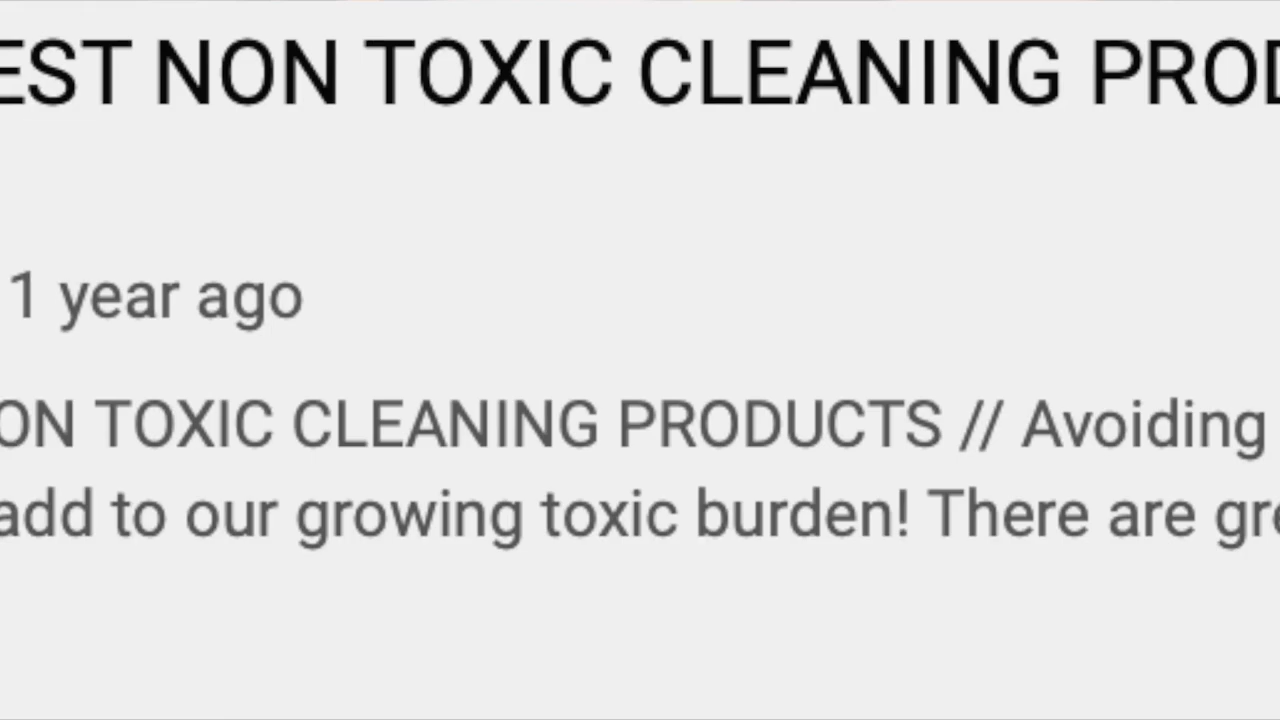 EST NON TOXIC CLEANING PROD
1 year ago
ON TOXIC CLEANING PRODUCTS // Avoiding
add to our growing toxic burden! There are gre